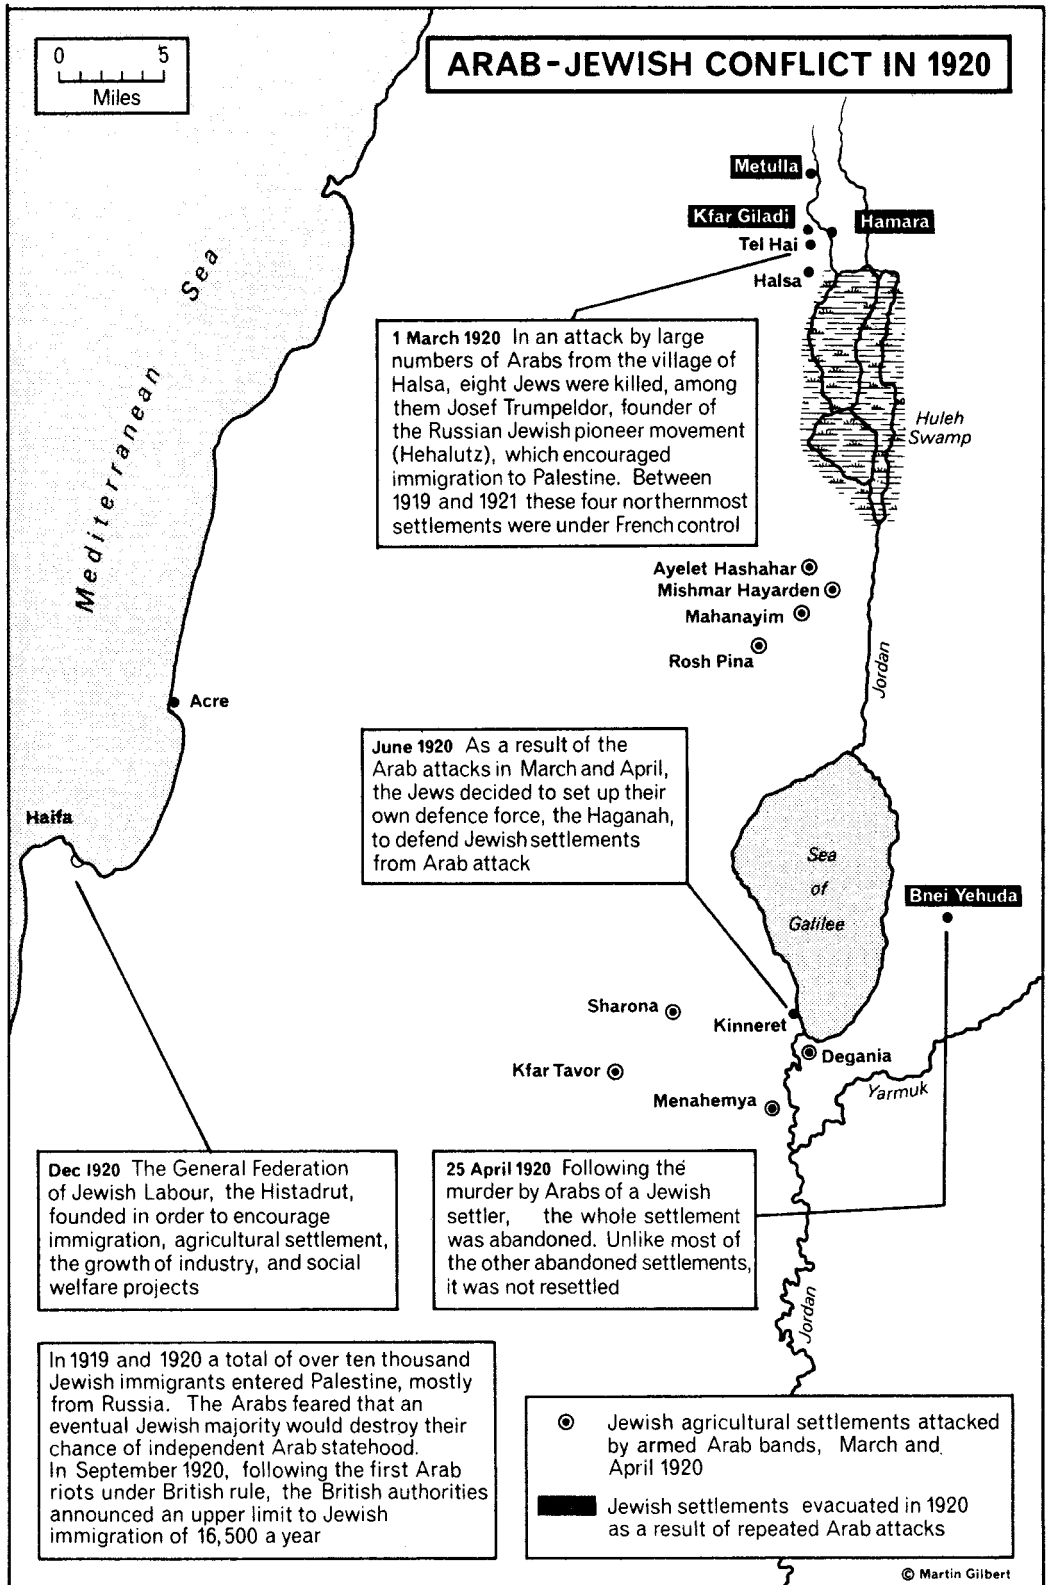 0 5
Miles
ARAB-JEWISH CONFLICT IN 1920
Metulla
Kfar Giladi
Hamara
Tel Hai
Halsa
Mediterranean Sea
1 March 1920 In an attack by large
numbers of Arabs from the village of
Halsa, eight Jews were killed, among
them Josef Trumpeldor, founder of
the Russian Jewish pioneer movement
(Hehalutz), which encouraged
immigration to Palestine. Between
1919 and 1921 these four northernmost
settlements were under French control
Huleh
Swamp
Ayelet Hashahar
Mishmar Hayarden
Mahanayim
Rosh Pina
Jordan
Acre
June 1920 As a result of the
Arab attacks in March and April,
the Jews decided to set up their
own defence force, the Haganah,
to defend Jewish settlements
from Arab attack
Haifa
Sea
of
Galilee
Bnei Yehuda
Sharona
Kinneret
Degania
Kfar Tavor
Yarmuk
Menahemya
Dec 1920 The General Federation
of Jewish Labour, the Histadrut,
founded in order to encourage
immigration, agricultural settlement,
the growth of industry, and social
welfare projects
25 April 1920 Following the
murder by Arabs of a Jewish
settler, the whole settlement
was abandoned. Unlike most of
the other abandoned settlements,
it was not resettled
Jordan
In 1919 and 1920 a total of over ten thousand
Jewish immigrants entered Palestine, mostly
from Russia. The Arabs feared that an
eventual Jewish majority would destroy their
chance of independent Arab statehood.
In September 1920, following the first Arab
riots under British rule, the British authorities
announced an upper limit to Jewish
immigration of 16,500 a year
Jewish agricultural settlements attacked
by armed Arab bands, March and
April 1920
Jewish settlements evacuated in 1920
as a result of repeated Arab attacks
© Martin Gilbert